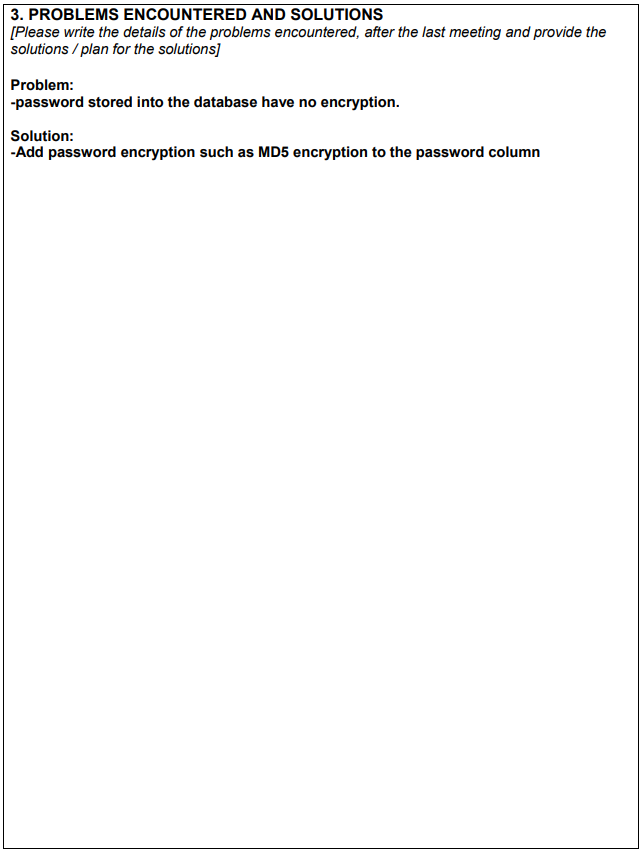 3. PROBLEMS ENCOUNTERED AND SOLUTIONS
[Please write the details of the problems encountered, after the last meeting and provide the
solutions / plan for the solutions]
Problem:
-password stored into the database have no encryption.
Solution:
-Add password encryption such as MD5 encryption to the password column